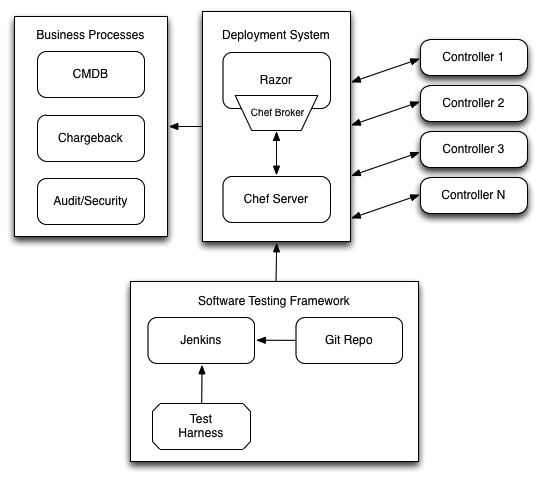 Business Processes
CMDB
Chargeback
Audit/Security
Deployment System
Razor
Chef Broker
Chef Server
Controller 1
Controller 2
Controller 3
Controller N
Software Testing Framework
Jenkins
Git Repo
Test
Harness